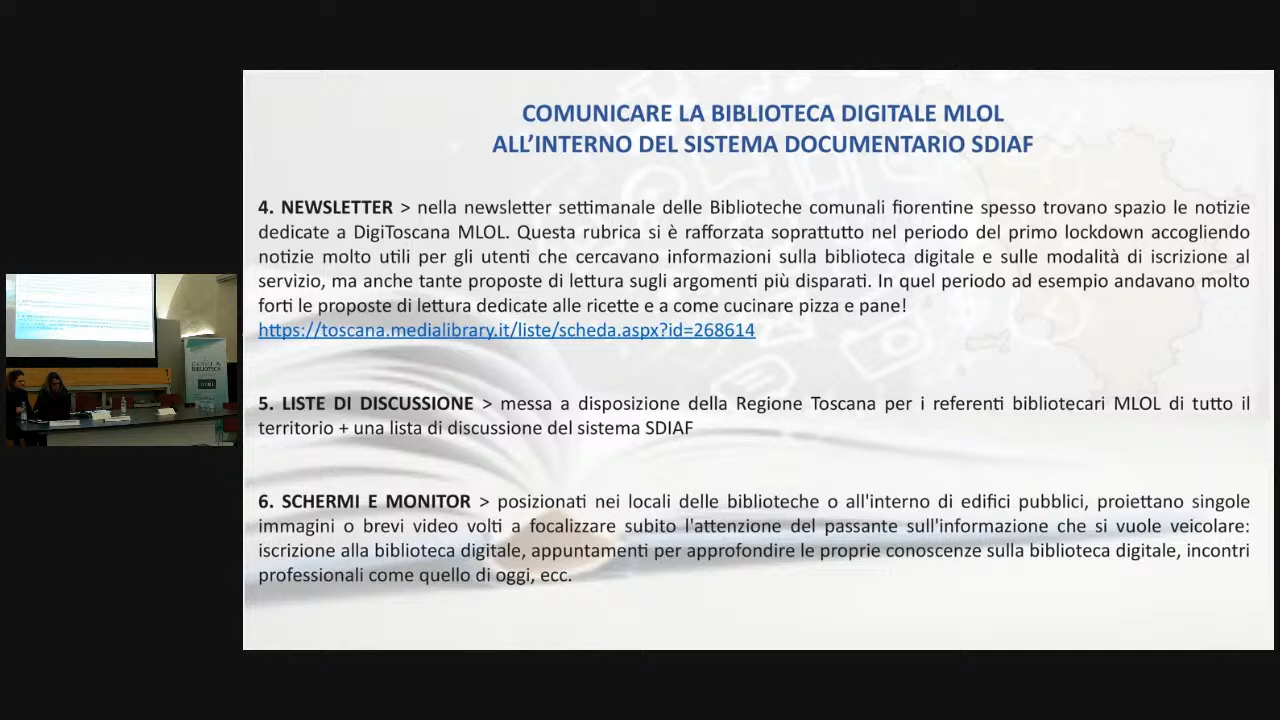 COMUNICARE LA BIBLIOTECA DIGITALE MLOL
ALL'INTERNO DEL SISTEMA DOCUMENTARIO SDIAF
4. NEWSLETTER > nella newsletter settimanale delle Biblioteche comunali fiorentine spesso trovano spazio le notizie
dedicate a DigiToscana MLOL. Questa rubrica si è rafforzata soprattutto nel periodo del primo lockdown accogliendo
notizie molto utili per gli utenti che cercavano informazioni sulla biblioteca digitale e sulle modalità di iscrizione al
servizio, ma anche tante proposte di lettura sugli argomenti più disparati. In quel periodo ad esempio andavano molto
forti le proposte di lettura dedicate alle ricette e a come cucinare pizza e pane!
https://toscana.medialibrary.it/liste/scheda.aspx?id=268614
5. LISTE DI DISCUSSIONE > messa a disposizione della Regione Toscana per i referenti bibliotecari MLOL di tutto il
territorio + una lista di discussione del sistema SDIAF
6. SCHERMI E MONITOR > posizionati nei locali delle biblioteche o all'interno di edifici pubblici, proiettano singole
immagini o brevi video volti a focalizzare subito l'attenzione del passante sull'informazione che si vuole veicolare:
iscrizione alla biblioteca digitale, appuntamenti per approfondire le proprie conoscenze sulla biblioteca digitale, incontri
professionali come quello di oggi, ecc.
BIBLIOTECA